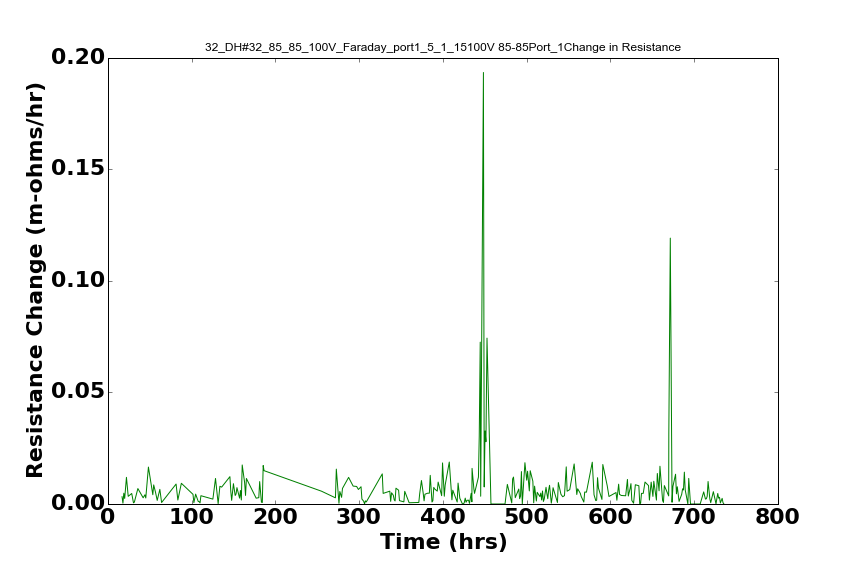 32_DH#32_85_85_100V_Faraday_port1_5_1_15100V 85-85Port_1Change in Resistance
Resistance Change (m-ohms/hr)
0.20
0.15
0.10
0.05
0.00
0 100 200 300 400 500 600 700 800
Time (hrs)